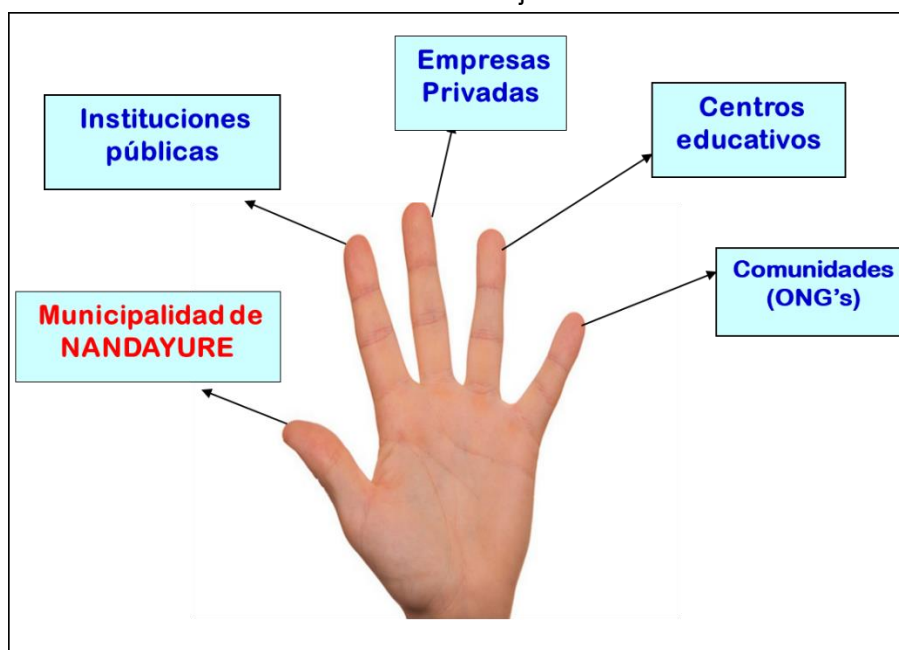 Empresas
Privadas
Instituciones
públicas
Centros
educativos
Comunidades
(ONG's)
Municipalidad de
NANDAYURE